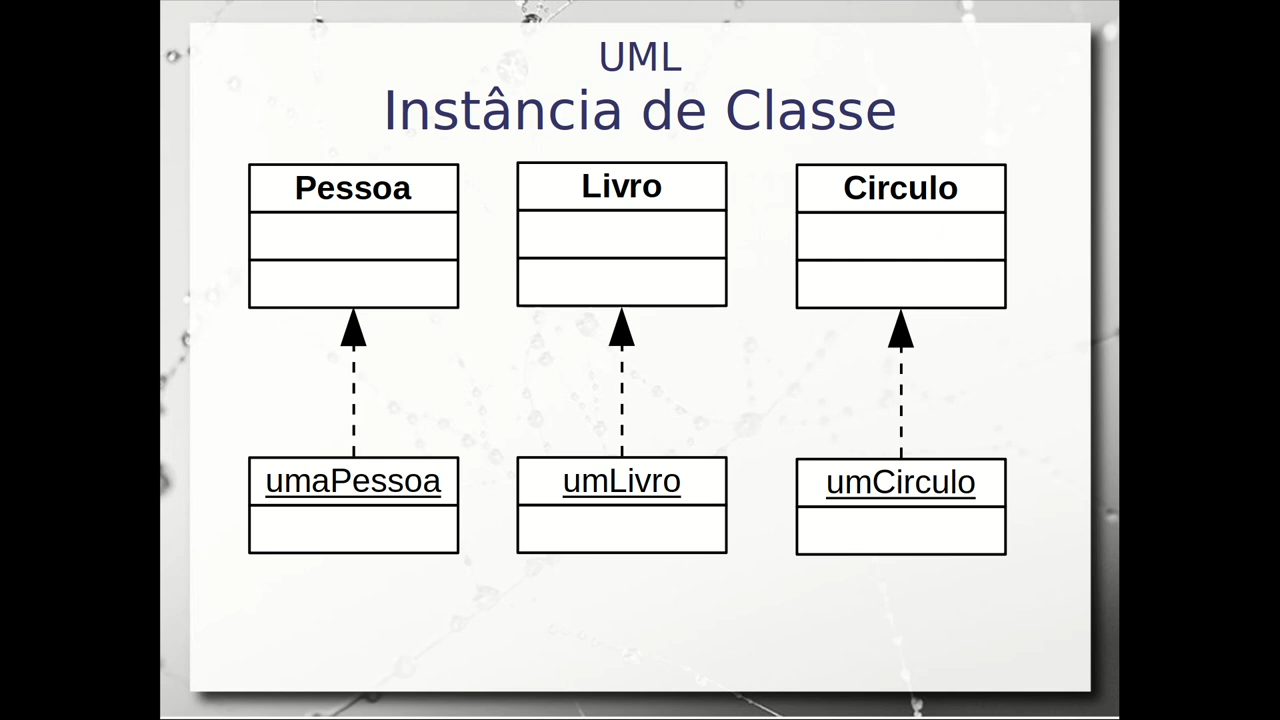 UML
Instância de Classe
Pessoa
Livro
Circulo
umaPessoa
umLivro
umCirculo